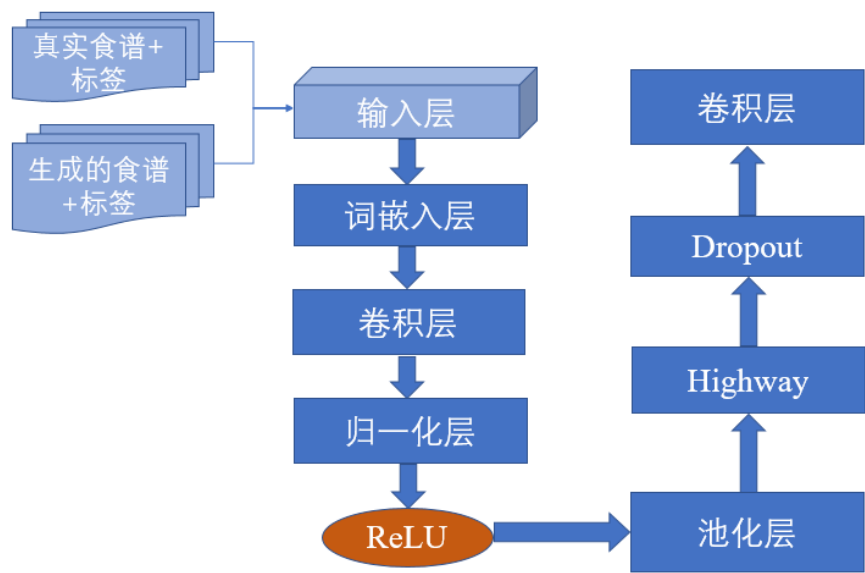 真实食谱+
标签
生成的食谱
+标签
输入层
词嵌入层
卷积层
归一化层
ReLU
池化层
Highway
Dropout
卷积层